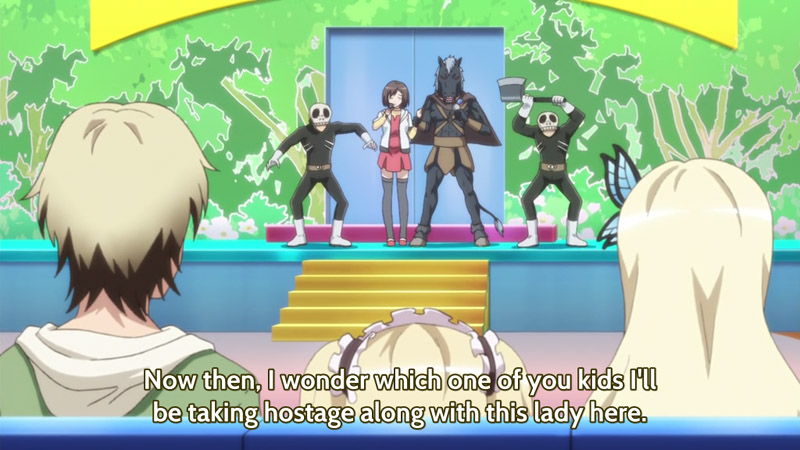 Now then, I wonder which one of you kids I'll
be taking hostage along with this lady here.